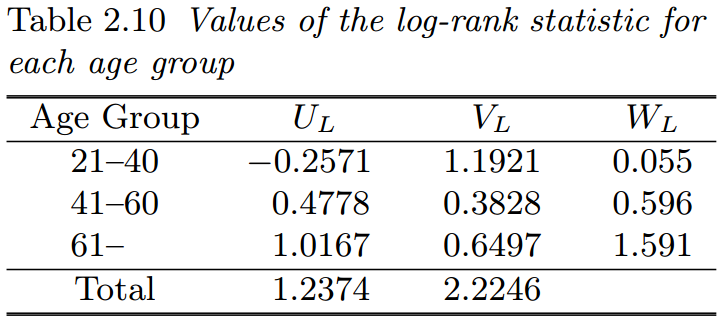 Table 2.10 Values of the log-rank statistic for
each age group
Age Group U_L V_L W_L
21–40 −0.2571 1.1921 0.055
41–60 0.4778 0.3828 0.596
61– 1.0167 0.6497 1.591
Total 1.2374 2.2246